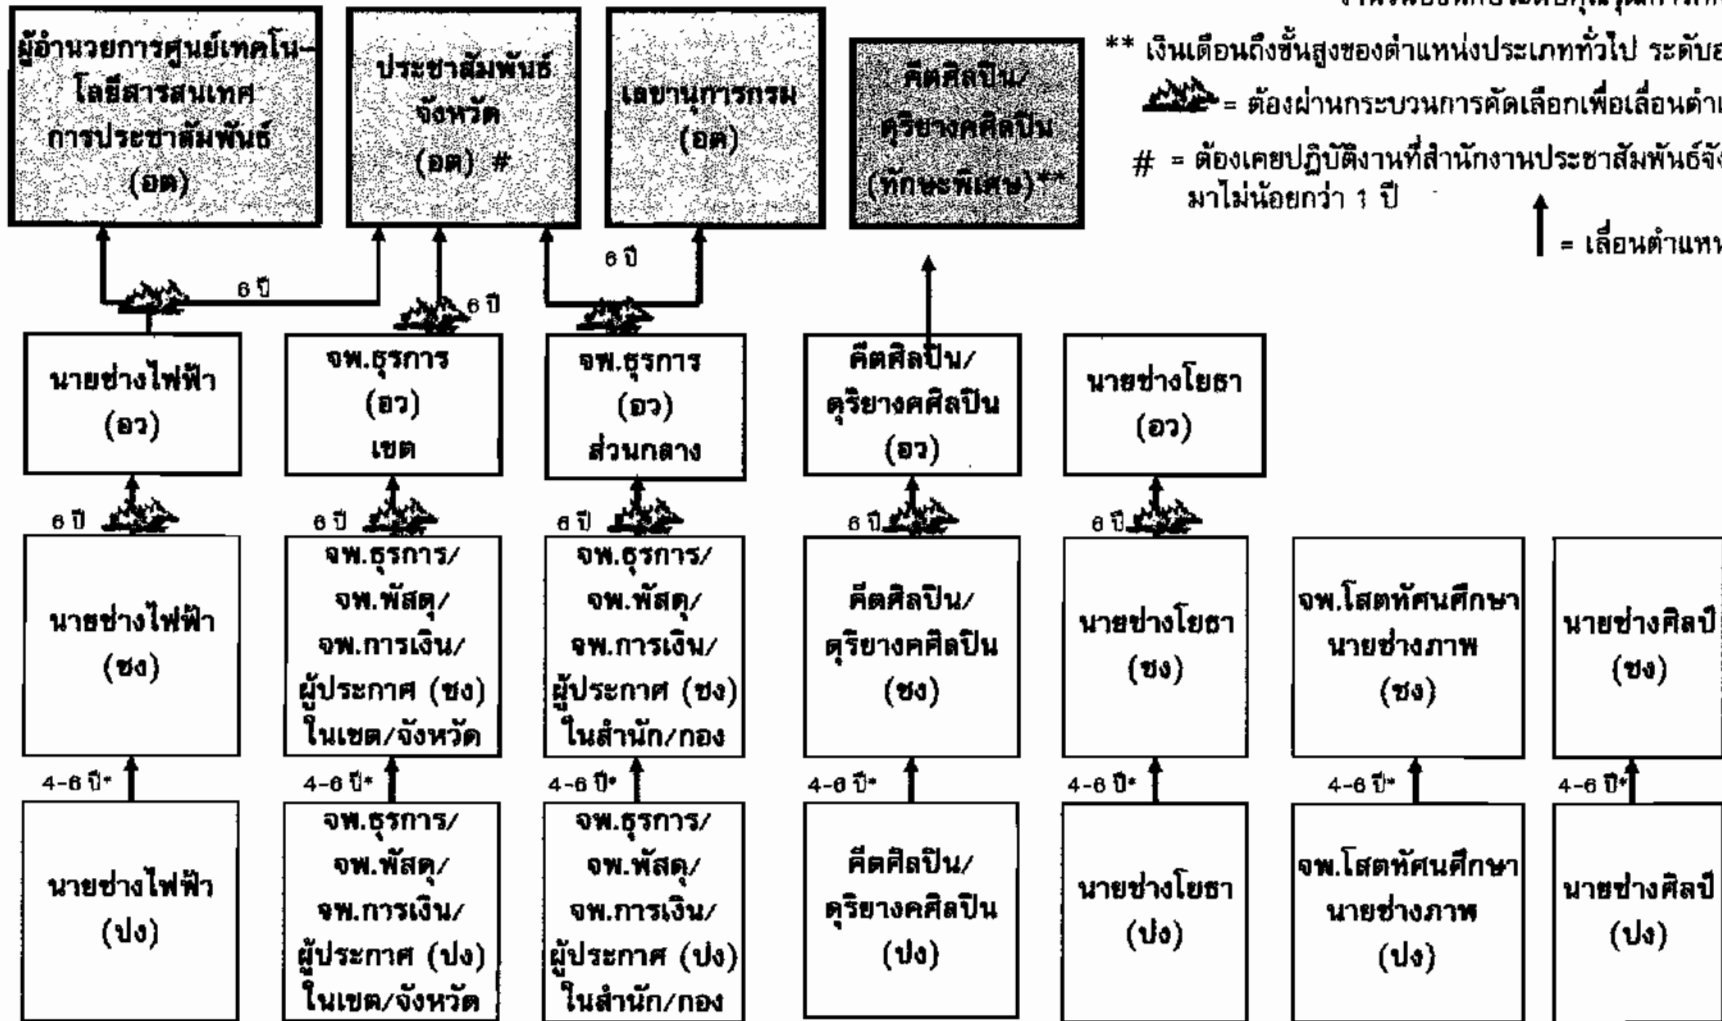 ผู้อำนวยการศูนย์เทคโน-
โลยีสารสนเทศ
การประชาสัมพันธ์
(อต)
ประชาสัมพันธ์
จังหวัด
(อต) #
เลขานุการกรม
(อต)
คีตศิลปิน/
ดุริยางคศิลปิน
(ทักษะพิเศษ)**
** เงินเดือนถึงขั้นสูงของตำแหน่งประเภททั่วไป ระดับ
= ต้องผ่านกระบวนการคัดเลือกเพื่อเลื่อน
# = ต้องเคยปฏิบัติงานที่สำนักงานประชาสัมพันธ์
มาไม่น้อยกว่า 1 ปี
= เลื่อน
6 ปี
6 ปี
6 ปี
นายช่างไฟฟ้า
(อว)
จพ.ธุรการ
(อว)
เขต
จพ.ธุรการ
(อว)
ส่วนกลาง
คีตศิลปิน/
ดุริยางคศิลปิน
(อว)
นายช่างโยธา
(อว)
6 ปี
6 ปี
6 ปี
6 ปี
6 ปี
นายช่างไฟฟ้า
(ชง)
จพ.ธุรการ/
จพ.พัสดุ/
จพ.การเงิน/
ผู้ประกาศ (ชง)
ในเขต/จังหวัด
จพ.ธุรการ/
จพ.พัสดุ/
จพ.การเงิน/
ผู้ประกาศ (ชง)
ในสำนัก/กอง
คีตศิลปิน/
ดุริยางคศิลปิน
(ชง)
นายช่างโยธา
(ชง)
จพ.โสตทัศนศึกษา
นายช่างภาพ
(ชง)
นายช่างศิลป์
(ชง)
4-6 ปี*
4-6 ปี*
4-6 ปี*
4-6 ปี*
4-6 ปี*
4-6 ปี*
4-6 ปี*
นายช่างไฟฟ้า
(ปง)
จพ.ธุรการ/
จพ.พัสดุ/
จพ.การเงิน/
ผู้ประกาศ (ปง)
ในเขต/จังหวัด
จพ.ธุรการ/
จพ.พัสดุ/
จพ.การเงิน/
ผู้ประกาศ (ปง)
ในสำนัก/กอง
คีตศิลปิน/
ดุริยางคศิลปิน
(ปง)
นายช่างโยธา
(ปง)
จพ.โสตทัศนศึกษา
นายช่างภาพ
(ปง)
นายช่างศิลป์
(ปง)